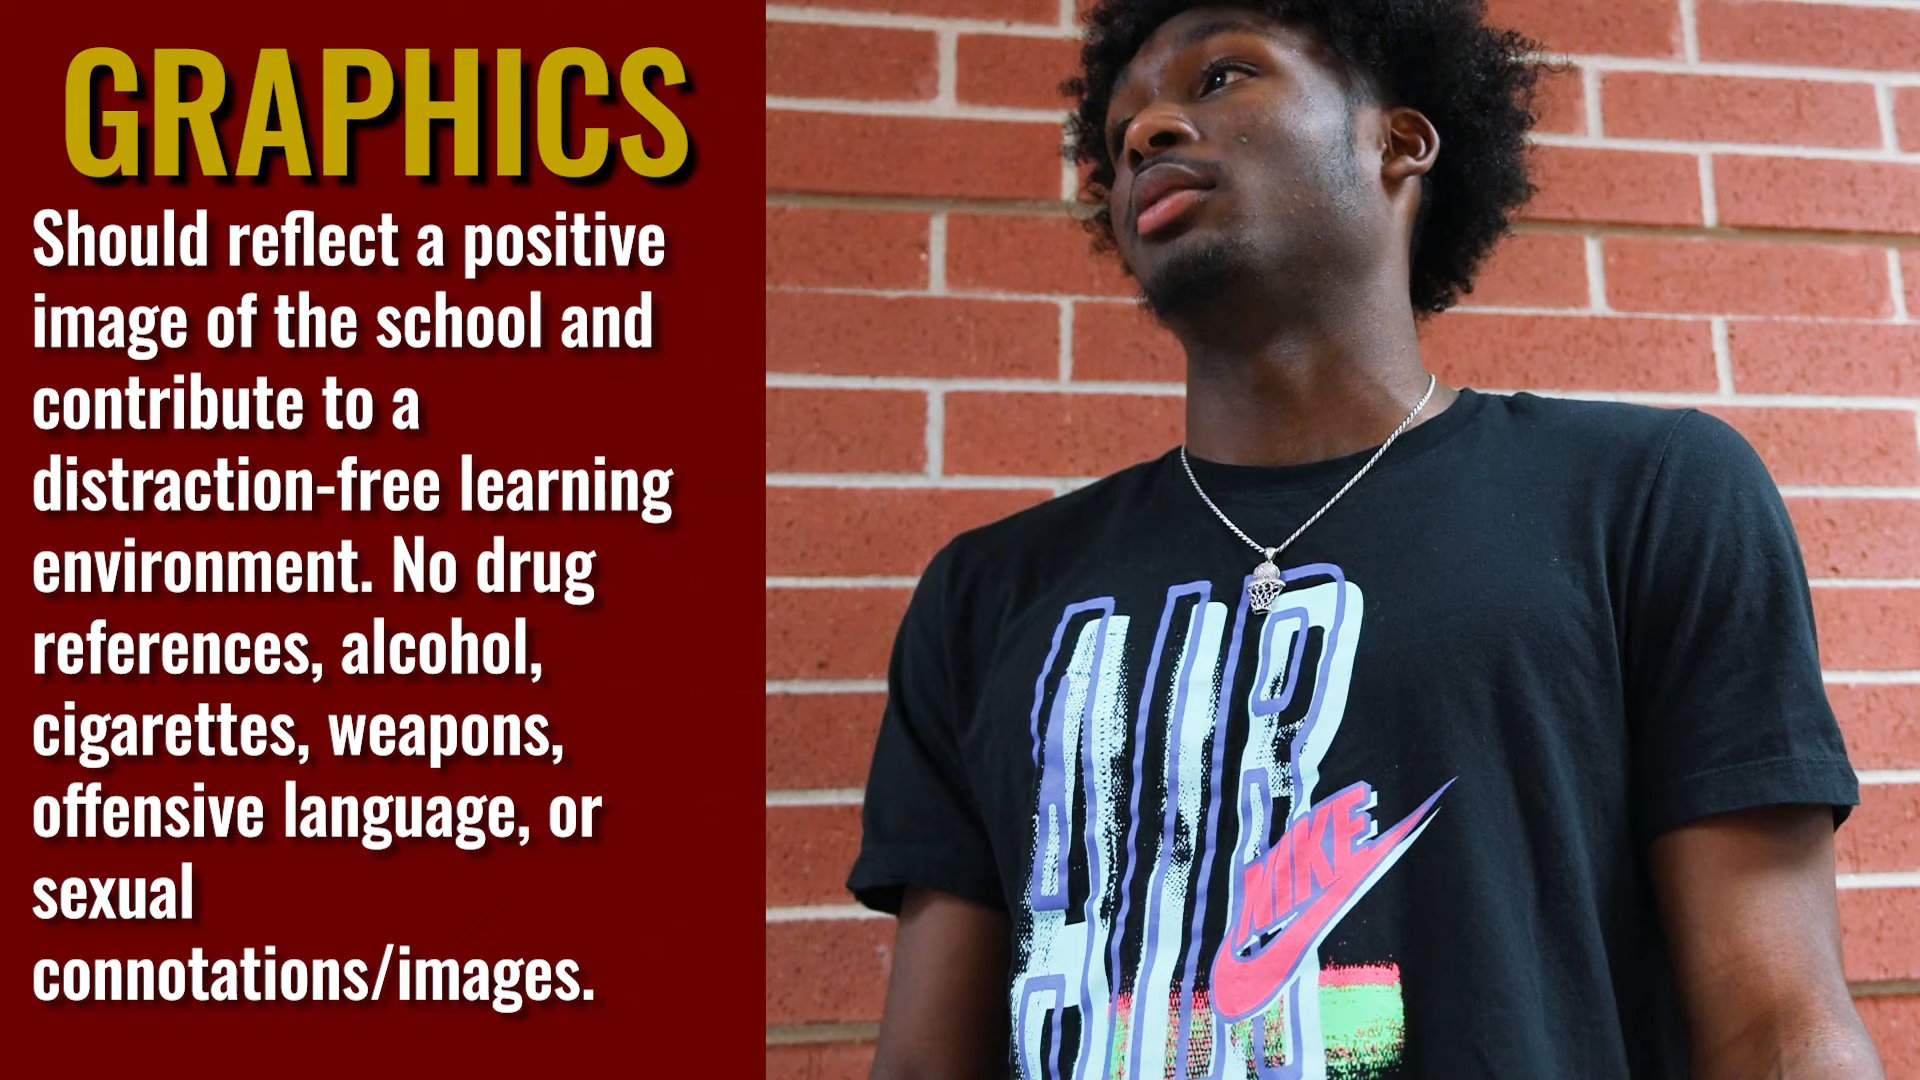 GRAPHICS
Should reflect a positive
image of the school and
contribute to a
distraction-free learning
environment. No drug
references, alcohol,
cigarettes, weapons,
offensive language, or
sexual
connotations/images.
AIR
NIKE